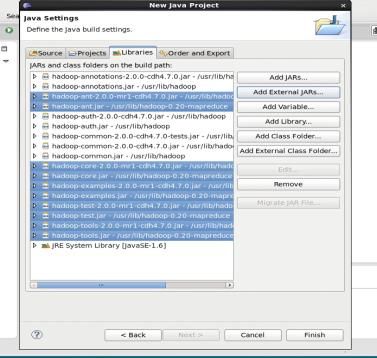 New Java Project
Java Settings
Define the Java build settings.
Source Projects Libraries Order and Export
JARs and class folders on the build path:
hadoop-annotations-2.0.0-cdh4.7.0.jar - /usr/lib/ha
hadoop-annotations.jar - /usr/lib/hadoop
hadoop-ant-2.0.0-mr1-cdh4.7.0.jar - /usr/lib/hadoo
hadoop-ant.jar - /usr/lib/hadoop-0.20-mapreduce
hadoop-auth-2.0.0-cdh4.7.0.jar - /usr/lib/hadoop
hadoop-auth.jar - /usr/lib/hadoop
hadoop-common-2.0.0-cdh4.7.0-tests.jar - /usr/lib/
hadoop-common-2.0.0-cdh4.7.0.jar - /usr/lib/hadoo
hadoop-common.jar - /usr/lib/hadoop
hadoop-core-2.0.0-mr1-cdh4.7.0.jar - /usr/lib/hado
hadoop-core.jar - /usr/lib/hadoop-0.20-mapreduce
hadoop-examples-2.0.0-mr1-cdh4.7.0.jar - /usr/lib
hadoop-examples.jar - /usr/lib/hadoop-0.20-mapre
hadoop-test-2.0.0-mr1-cdh4.7.0.jar - /usr/lib/hado
hadoop-test.jar - /usr/lib/hadoop-0.20-mapreduce
hadoop-tools-2.0.0-mr1-cdh4.7.0.jar - /usr/lib/had
hadoop-tools.jar - /usr/lib/hadoop-0.20-mapreduce
JRE System Library [JavaSE-1.6]
Add JARs...
Add External JARs...
Add Variable...
Add Library...
Add Class Folder...
Add External Class Folder...
Edit...
Remove
Migrate JAR File...
< Back Next > Cancel Finish